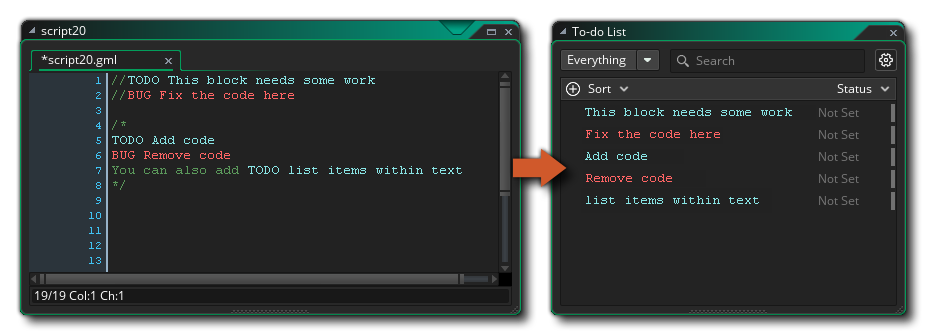 script20
*script20.gml ×
1 //TODO This block needs some work
2 //BUG Fix the code here
3
4 /*
5 TODO Add code
6 BUG Remove code
7 You can also add TODO list items within text
8 */
9
10
11
12
13
19/19 Col:1 Ch:1
To-do List
Everything Search
Sort Status
This block needs some work Not Set
Fix the code here Not Set
Add code Not Set
Remove code Not Set
list items within text Not Set